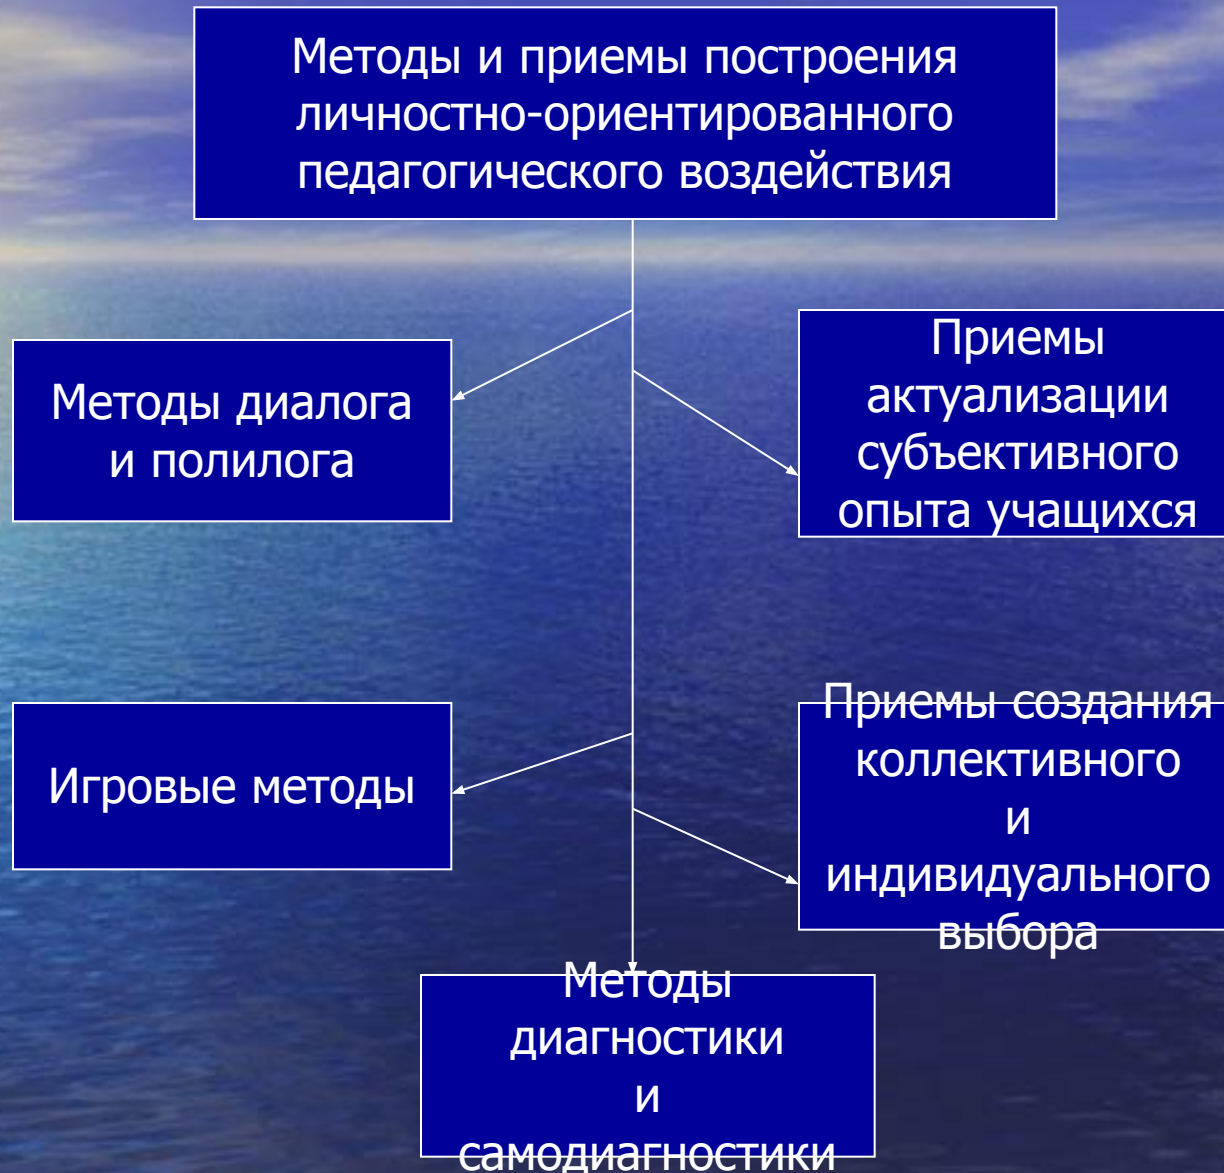 Методы и приемы построения
личностно-ориентированного
педагогического воздействия
Методы диалога
и полилога
Приемы
актуализации
субъективного
опыта учащихся
Игровые методы
Приемы создания
коллективного
и
индивидуального
выбора
Методы
диагностики
и
самодиагностики